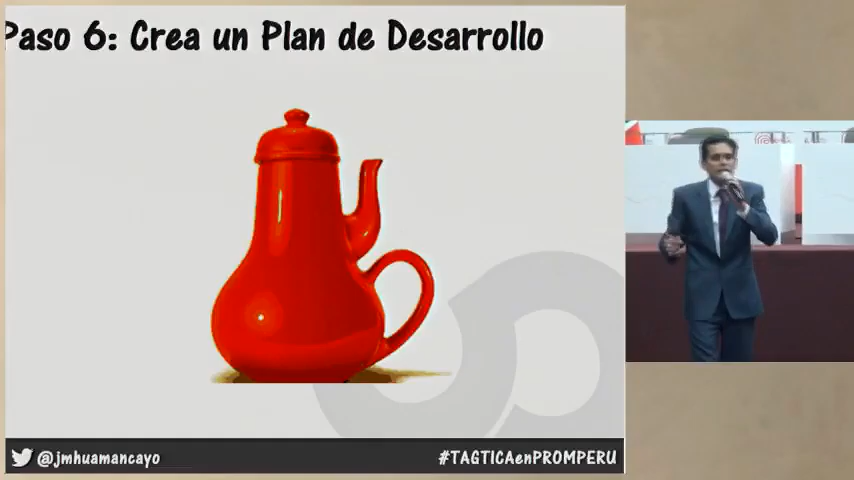 Paso 6: Crea un Plan de Desarrollo
@jmhuamancayo
#TAGTICAenPROMPERU